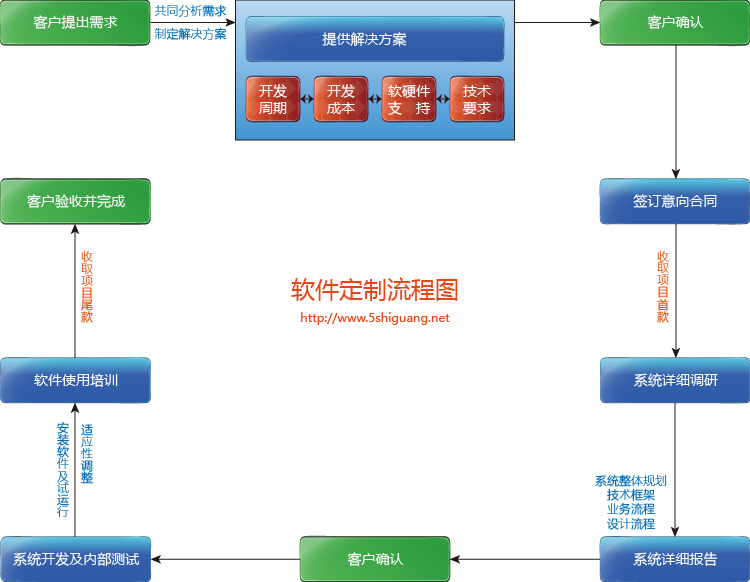 客户提出需求
共同分析需求
制定解决方案
提供解决方案
开发
周期
开发
成本
软硬件
支 持
技术
要求
客户确认
签订意向合同
收取项目首款
系统详细调研
系统整体规划
技术框架
业务流程
设计流程
系统详细报告
客户确认
系统开发及内部测试
安装软件及试运行
适应性调整
软件使用培训
收取项目尾款
客户验收并完成
软件定制流程图
http://www.5shiguang.net